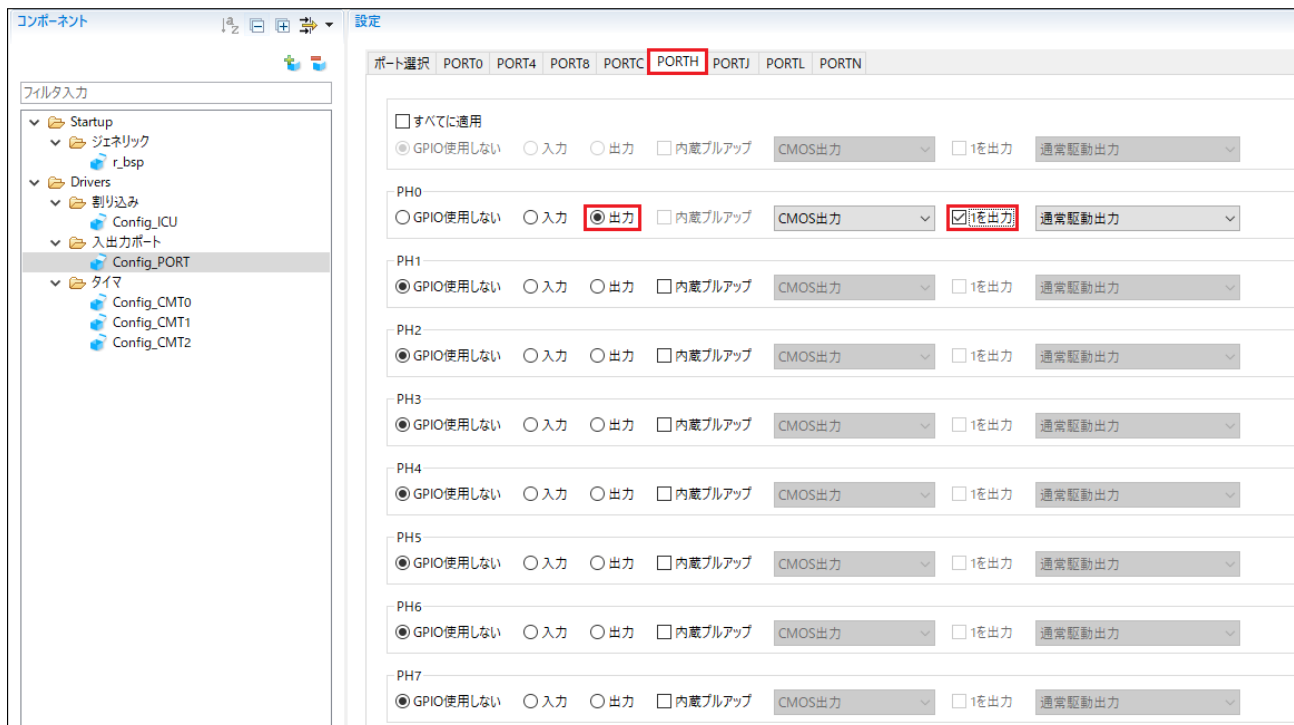 コンポーネント
設定
ポート選択 PORT0 PORT4 PORT8 PORTC PORTH PORTJ PORTL PORTN
フィルタ入力
Startup
ジェネリック
r_bsp
Drivers
割り込み
Config_ICU
入出力ポート
Config_PORT
タイマ
Config_CMT0
Config_CMT1
Config_CMT2
すべてに適用
GPIO使用しない 入力 出力 内蔵プルアップ CMOS出力 1を出力 通常駆動出力
PH0
GPIO使用しない 入力 出力 内蔵プルアップ CMOS出力 1を出力 通常駆動出力
PH1
GPIO使用しない 入力 出力 内蔵プルアップ CMOS出力 1を出力 通常駆動出力
PH2
GPIO使用しない 入力 出力 内蔵プルアップ CMOS出力 1を出力 通常駆動出力
PH3
GPIO使用しない 入力 出力 内蔵プルアップ CMOS出力 1を出力 通常駆動出力
PH4
GPIO使用しない 入力 出力 内蔵プルアップ CMOS出力 1を出力 通常駆動出力
PH5
GPIO使用しない 入力 出力 内蔵プルアップ CMOS出力 1を出力 通常駆動出力
PH6
GPIO使用しない 入力 出力 内蔵プルアップ CMOS出力 1を出力 通常駆動出力
PH7
GPIO使用しない 入力 出力 内蔵プルアップ CMOS出力 1を出力 通常駆動出力